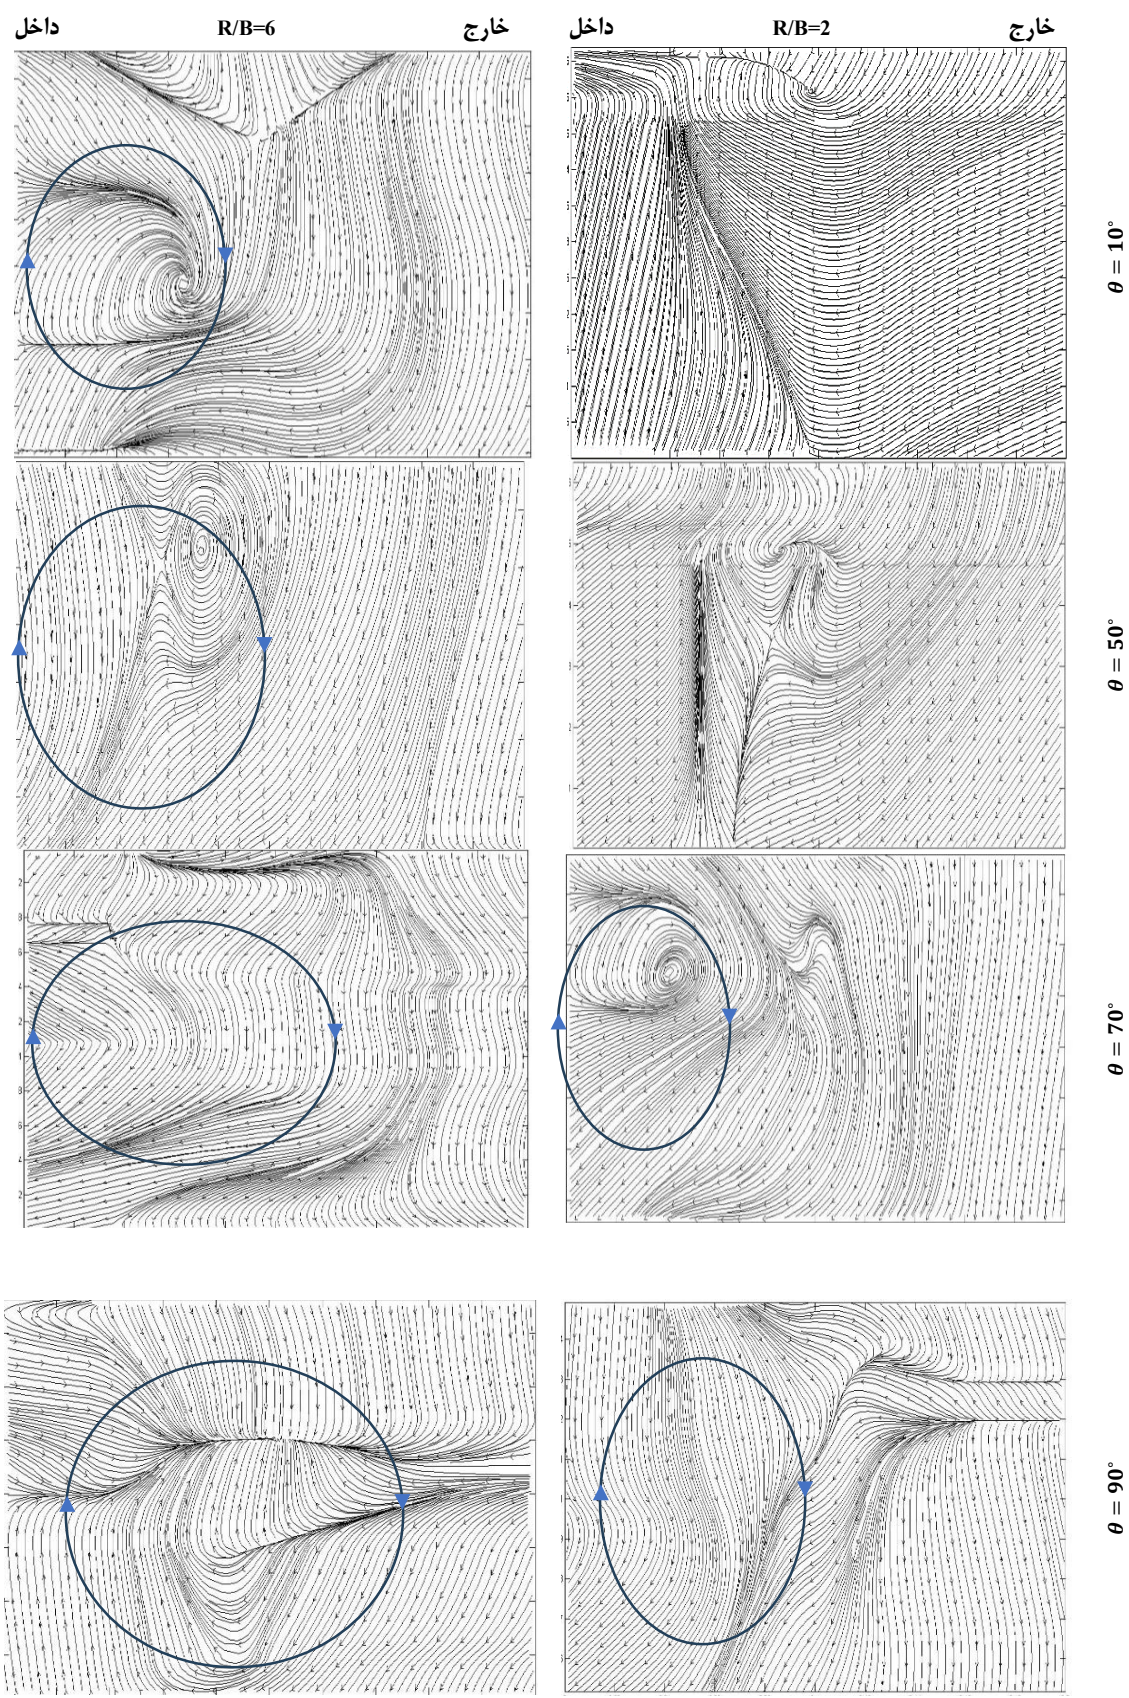 داخل R/B=6 خارج داخل R/B=2 خارج
θ = 10°
θ = 50°
θ = 70°
θ = 90°